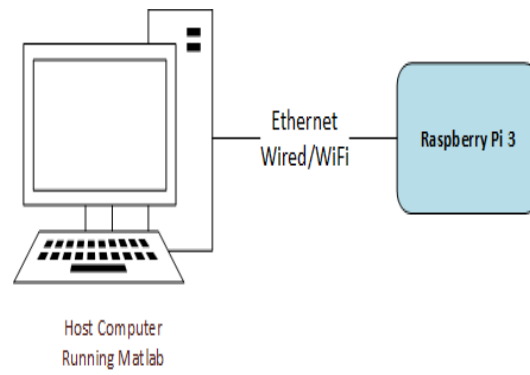 Ethernet
Wired/WiFi
Raspberry Pi 3
Host Computer
Running Matlab